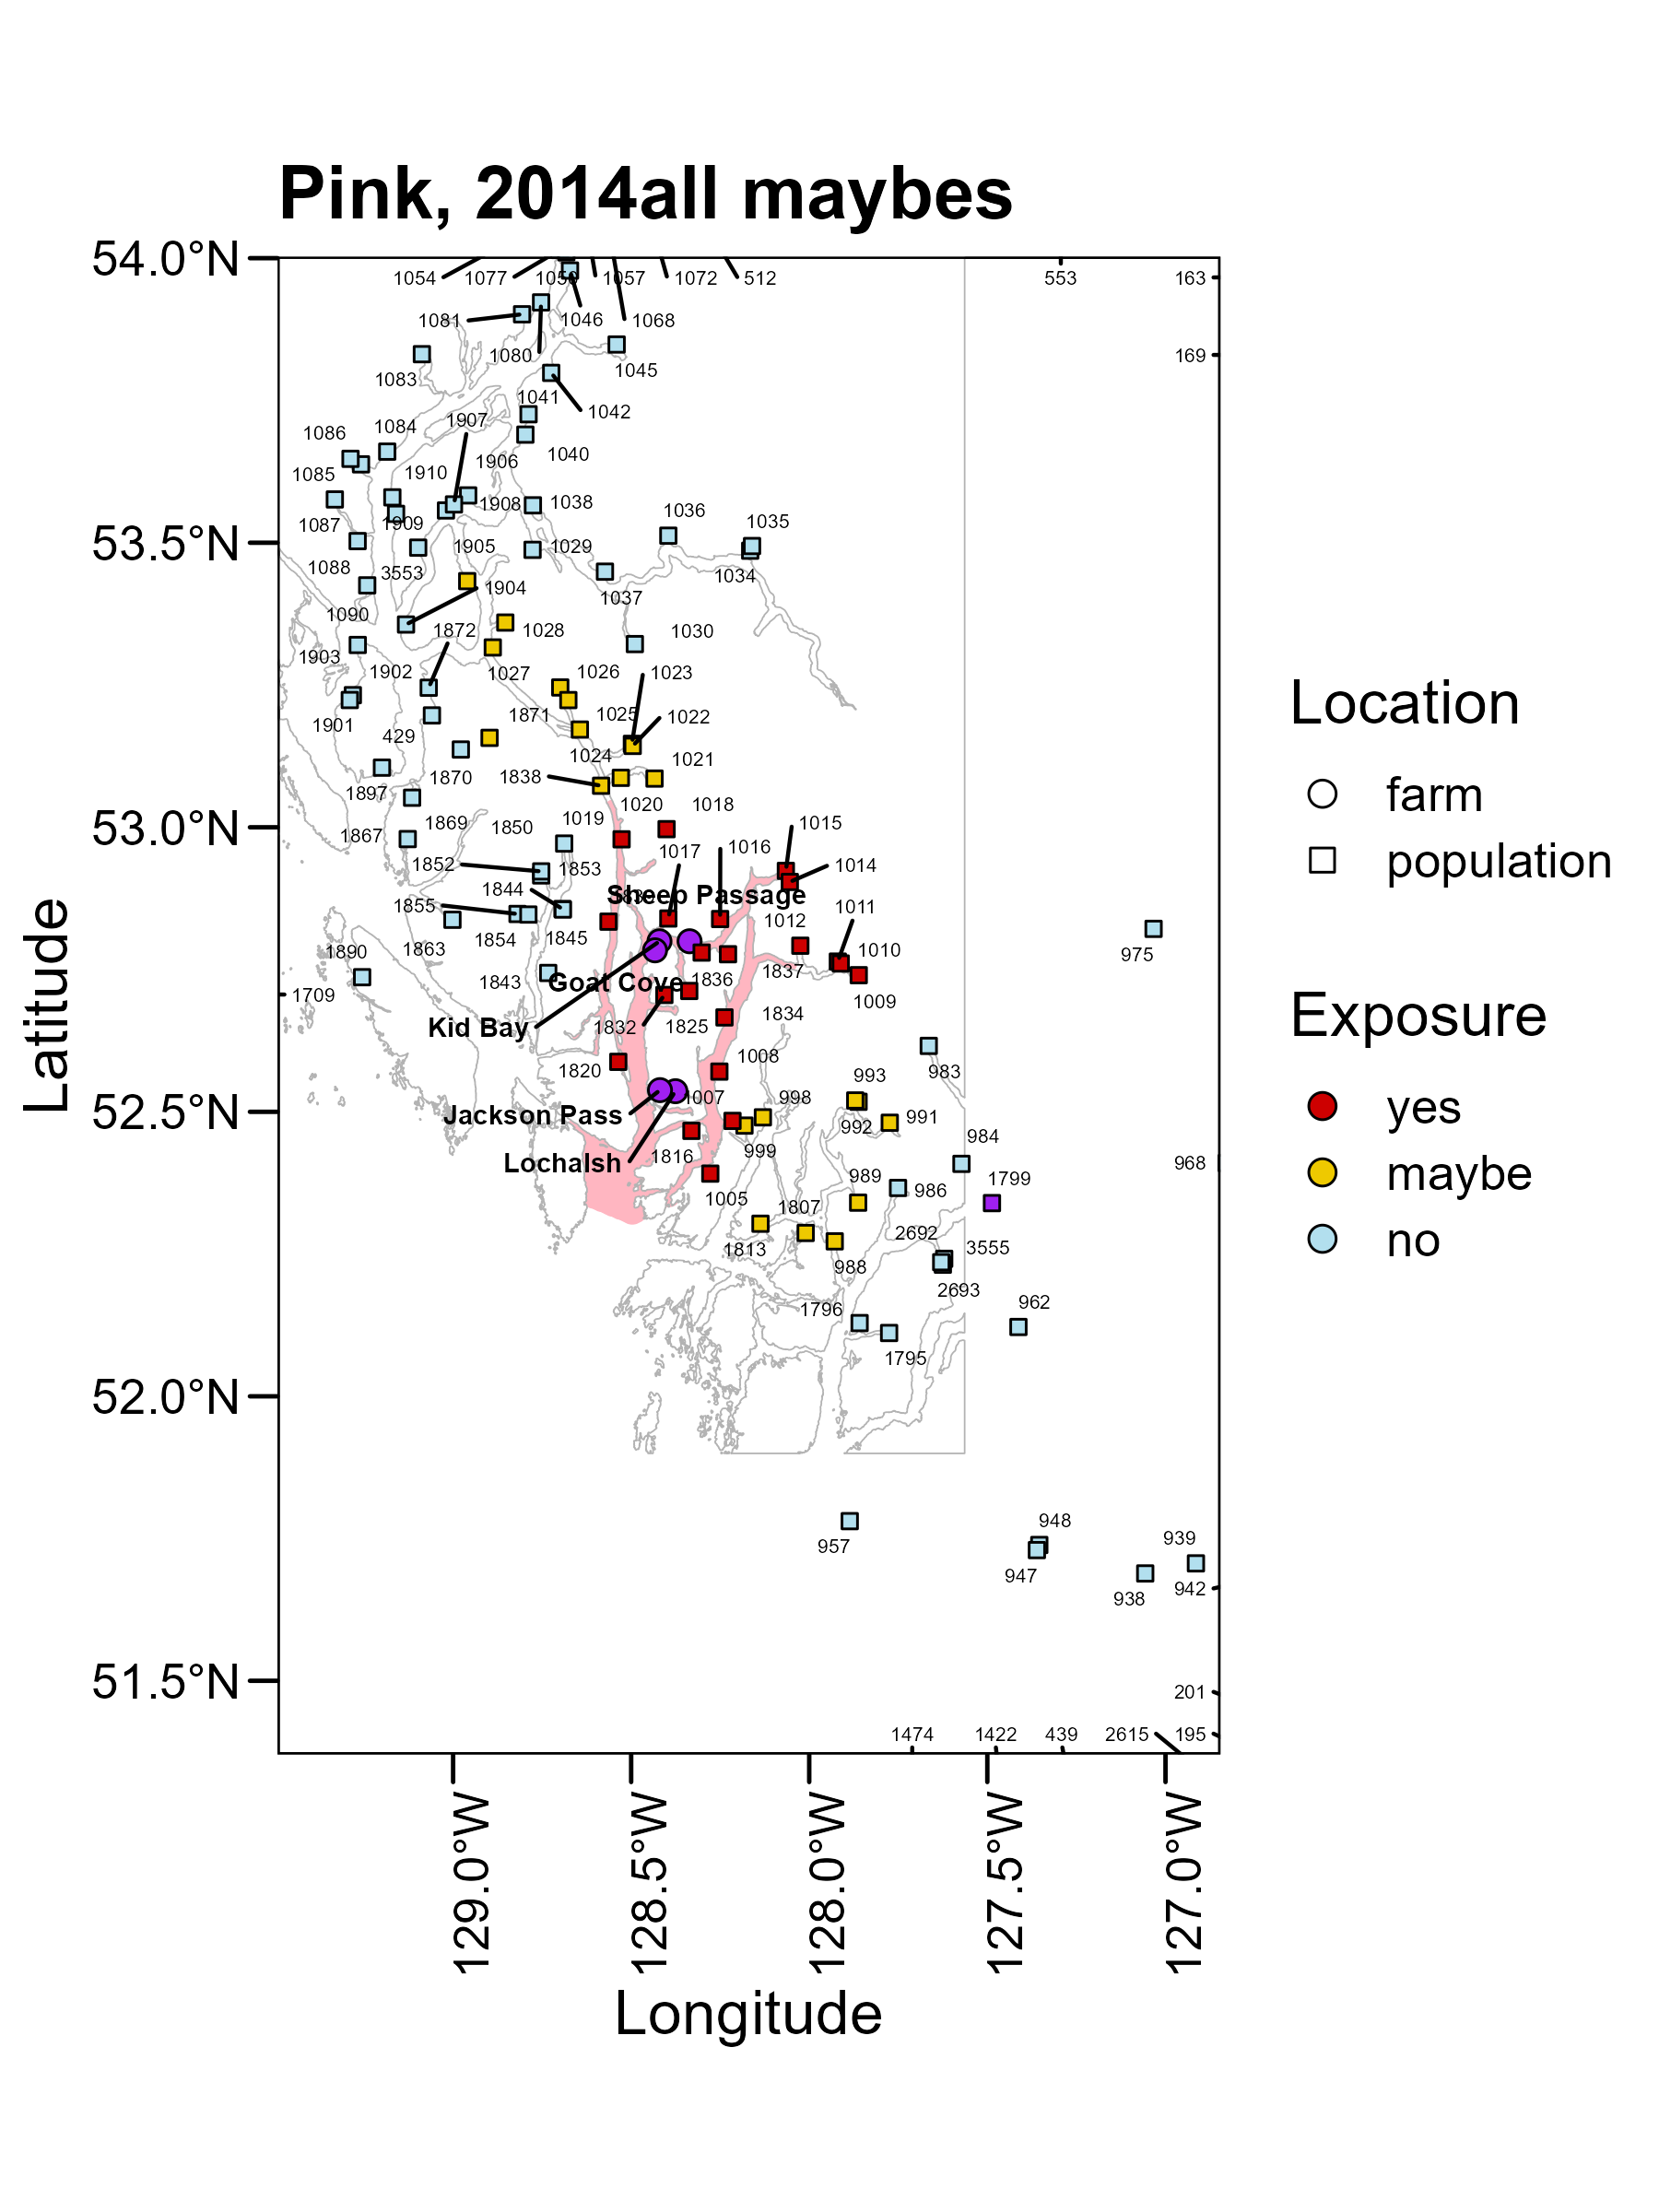 Pink, 2014all maybes
54.0°N
53.5°N
53.0°N
52.5°N
52.0°N
51.5°N
Latitude
1054 1077 1057 1072 512 553 163
1046 1068
1081
1080
169
1045
1083
1041
1042
1907
1084
1086
1040
1906
1910
1085
1908 1038
1036
1035
1909
1087
1905 1029
1034
1088 3553
1904
1037
1090
1872 1028 1030
1903
1902 1027 1026 1023
1871 1025 1022
1901
429
1024 1021
1870 1838
1897
1020 1018
1869 1850 1019 1015
1867
1017 1016
1852 1853 1014
1844
Sheep Passage
1855
1011
1012
1863 1854 1845
1890
1010
975
1843 Goat Cove 1836 1837
1709
1009
Kid Bay 1832 1825 1834
1008
1820
983
993
Jackson Pass 1007 998
991
992
984
Lochalsh 1816 999
968
989
986
1799
1005 1807
2692
1813
3555
988
2693
1796
962
1795
957
948
947
939
942
938
201
1474 1422 439 2615 195
129.0°W
128.5°W
128.0°W
127.5°W
127.0°W
Longitude
Location
farm
population
Exposure
yes
maybe
no